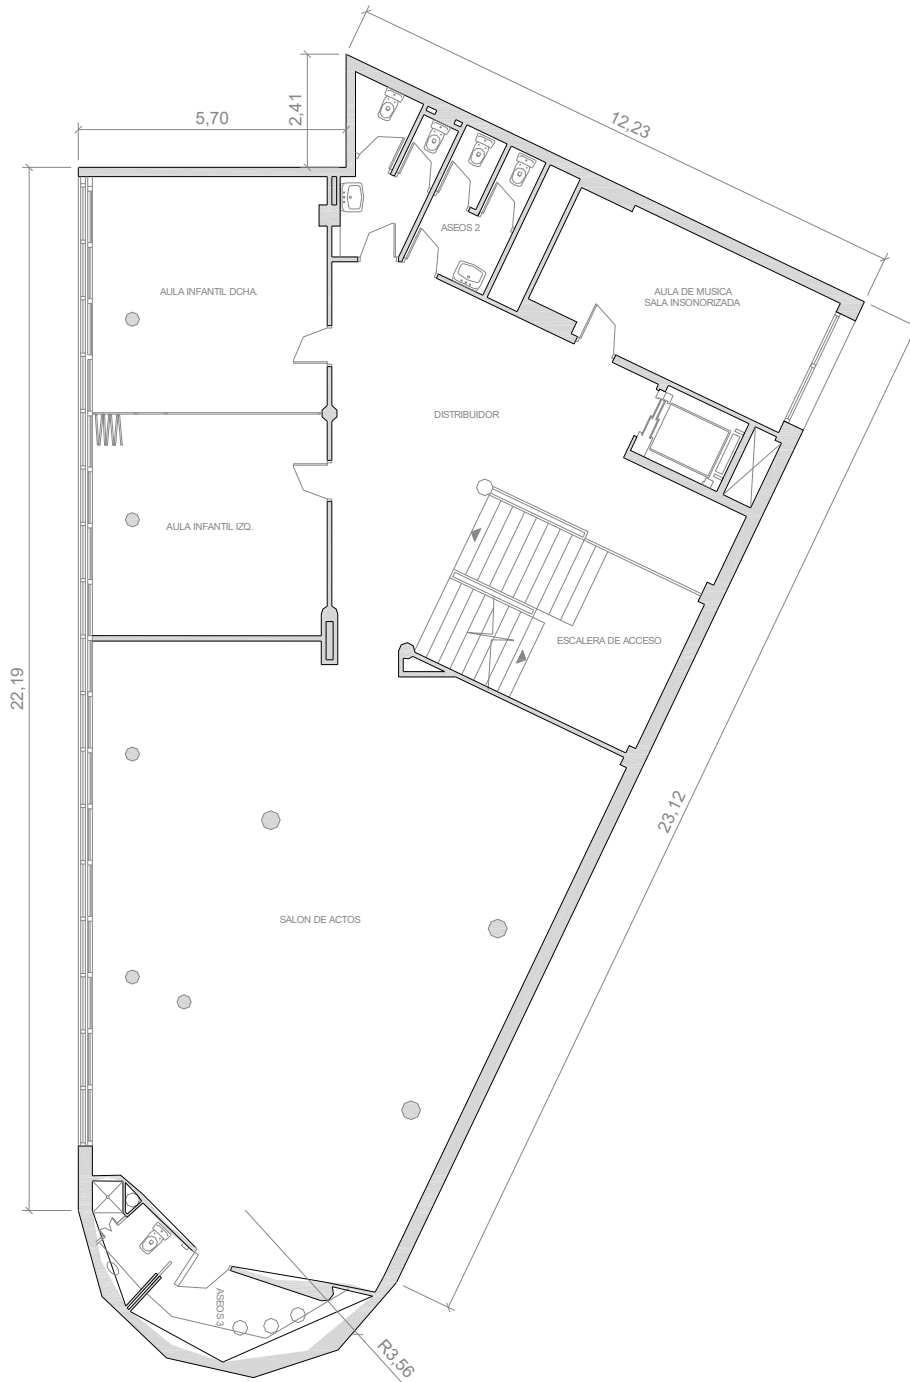 12,23
2,41
5,70
ASEOS 2
AULA INFANTIL DCHA.
AULA DE MUSICA
SALA INSONORIZADA
DISTRIBUIDOR
AULA INFANTIL IZQ.
ESCALERA DE ACCESO
22,19
23,12
SALON DE ACTOS
ASEOS 3
R3,56